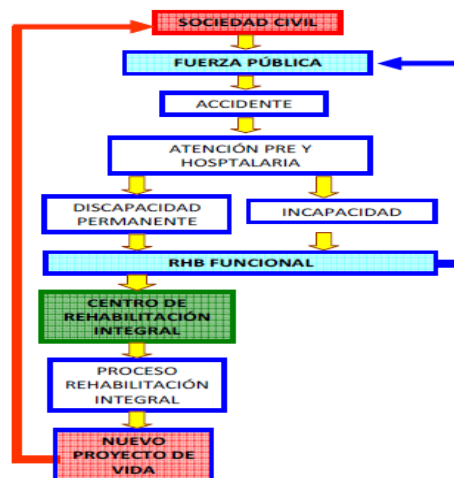 SOCIEDAD CIVIL
FUERZA PÚBLICA
ACCIDENTE
ATENCIÓN PRE Y
HOSPTALARIA
DISCAPACIDAD
PERMANENTE
INCAPACIDAD
RHB FUNCIONAL
CENTRO DE
REHABILITACIÓN
INTEGRAL
PROCESO
REHABILITACIÓN
INTEGRAL
NUEVO
PROYECTO DE
VIDA